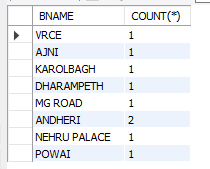 BNAME COUNT(*)
VRCE 1
AJNI 1
KAROLBAGH 1
DHARAMPETH 1
MG ROAD 1
ANDHERI 2
NEHRU PALACE 1
POWAI 1